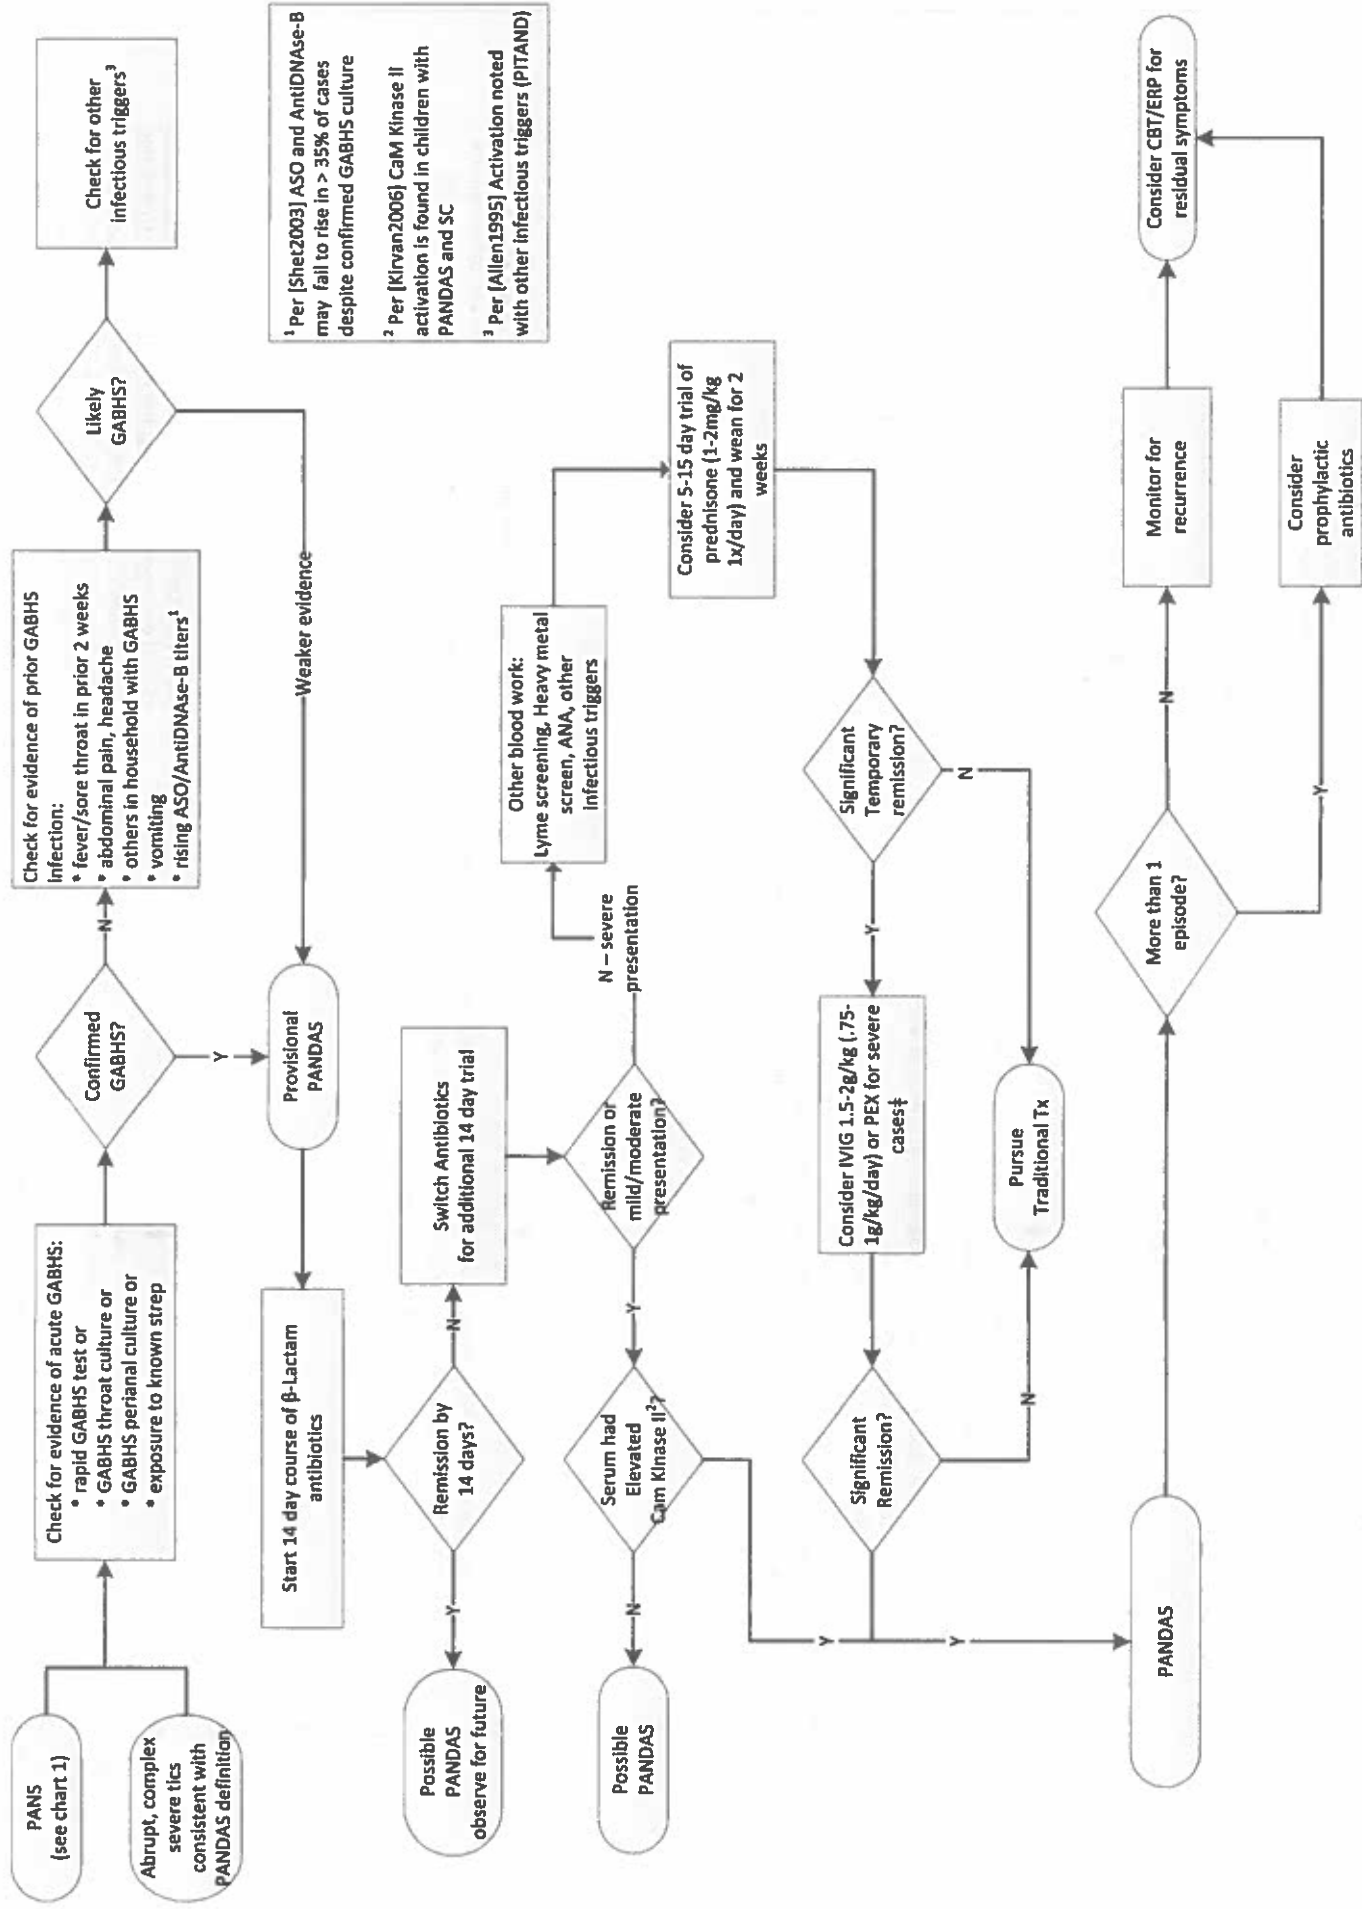 PANS
(see chart 1)
Abrupt, complex
severe tics
consistent with
PANDAS definition
Check for evidence of acute GABHS:
* rapid GABHS test or
* GABHS throat culture or
* GABHS perianal culture or
* exposure to known strep
Confirmed
GABHS?
N
Y
Check for evidence of prior GABHS
infection:
* fever/sore throat in prior 2 weeks
* abdominal pain, headache
* others in household with GABHS
* vomiting
* rising ASO/AntiDNAse-B titers¹
Likely
GABHS?
Check for other
infectious triggers³
Weaker evidence
Provisional
PANDAS
Start 14 day course of β-Lactam
antibiotics
Remission by
14 days?
Y
N
Possible
PANDAS
observe for future
Switch Antibiotics
for additional 14 day trial
Remission or
mild/moderate
presentation?
Y
N – severe
presentation
Serum had
Elevated
Cam Kinase II²?
N
Y
Possible
PANDAS
Other blood work:
Lyme screening, Heavy metal
screen, ANA, other
infectious triggers
Consider 5-15 day trial of
prednisone (1-2mg/kg
1x/day) and wean for 2
weeks
¹ Per [Shet2003] ASO and AntiDNAse-B
may fail to rise in > 35% of cases
despite confirmed GABHS culture
² Per [Kirvan2006] CaM Kinase II
activation is found in children with
PANDAS and SC
³ Per [Allen1995] Activation noted
with other infectious triggers (PITAND)
Significant
Temporary
remission?
Y
N
Consider IVIG 1.5-2g/kg (.75-
1g/kg/day) or PEX for severe
cases‡
Significant
Remission?
N
Y
Pursue
Traditional Tx
PANDAS
More than 1
episode?
N
Y
Monitor for
recurrence
Consider
prophylactic
antibiotics
Consider CBT/ERP for
residual symptoms